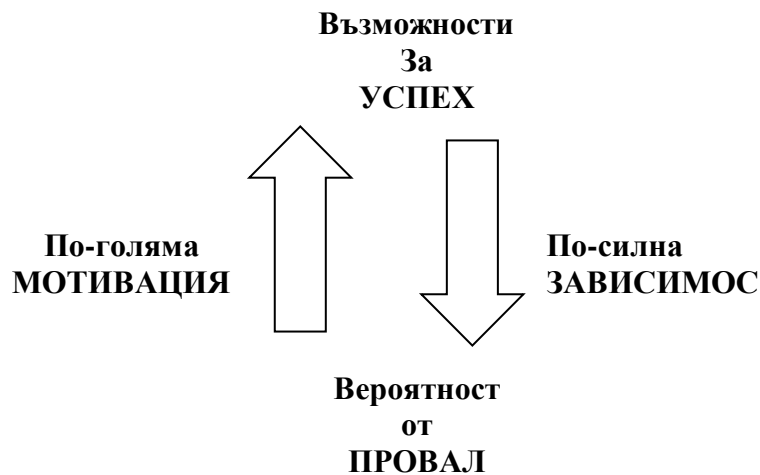 Възможности
За
УСПЕХ
По-голяма
МОТИВАЦИЯ
По-силна
ЗАВИСИМОС
Вероятност
от
ПРОВАЛ